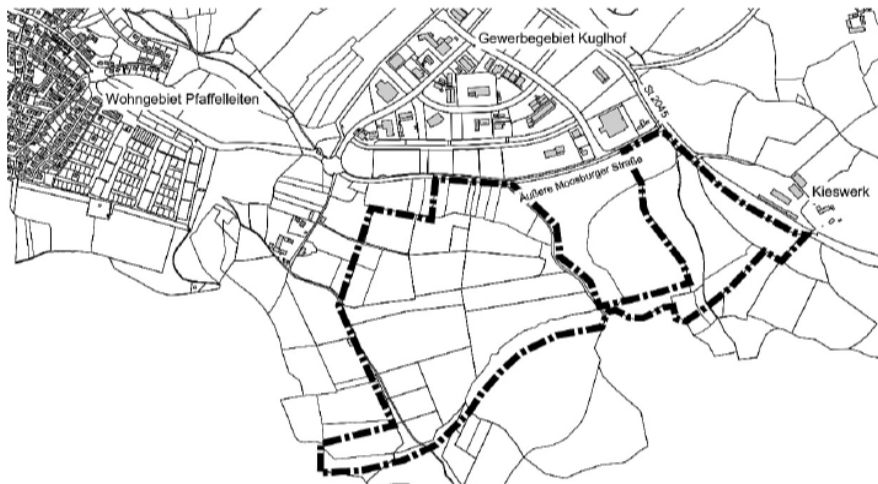 Gewerbegebiet Kuglhof
Wohngebiet Pfaffelleiten
St 2045
Äußere Moosburger Straße
Kieswerk